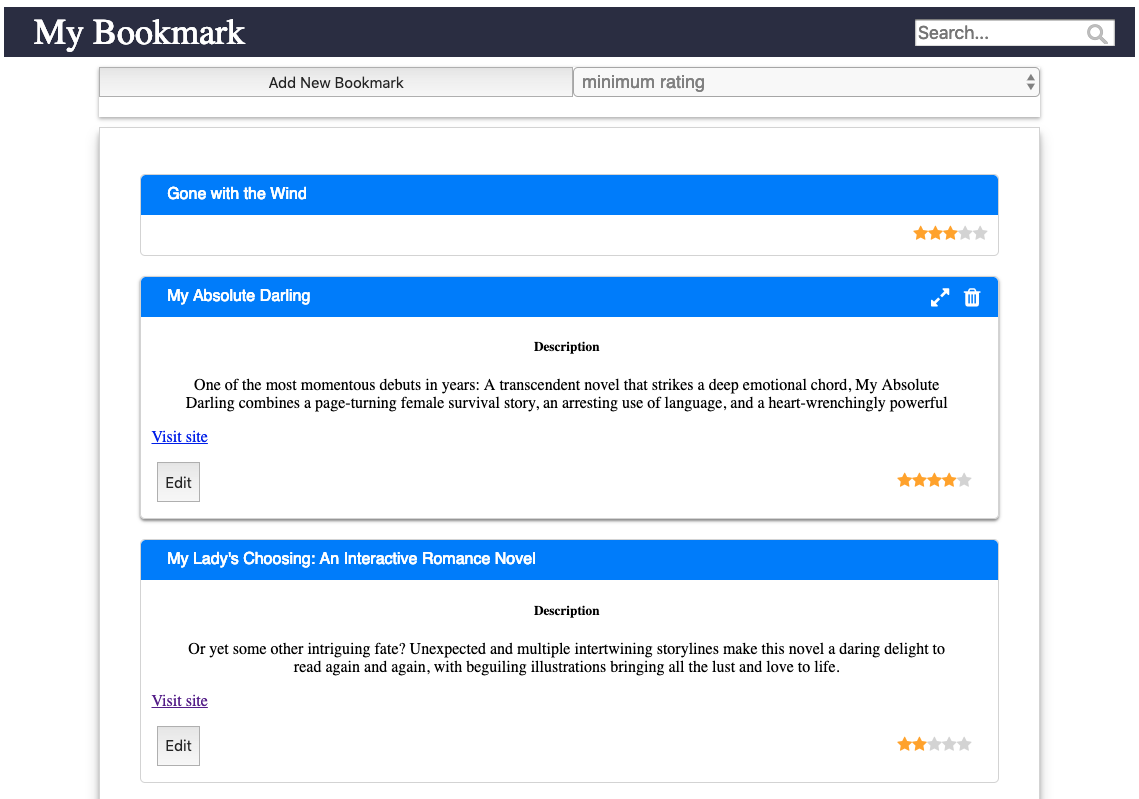 My Bookmark
Search...
Add New Bookmark
minimum rating
Gone with the Wind
My Absolute Darling
Description
One of the most momentous debuts in years: A transcendent novel that strikes a deep emotional chord, My Absolute
Darling combines a page-turning female survival story, an arresting use of language, and a heart-wrenchingly powerful
Visit site
Edit
My Lady's Choosing: An Interactive Romance Novel
Description
Or yet some other intriguing fate? Unexpected and multiple intertwining storylines make this novel a daring delight to
read again and again, with beguiling illustrations bringing all the lust and love to life.
Visit site
Edit